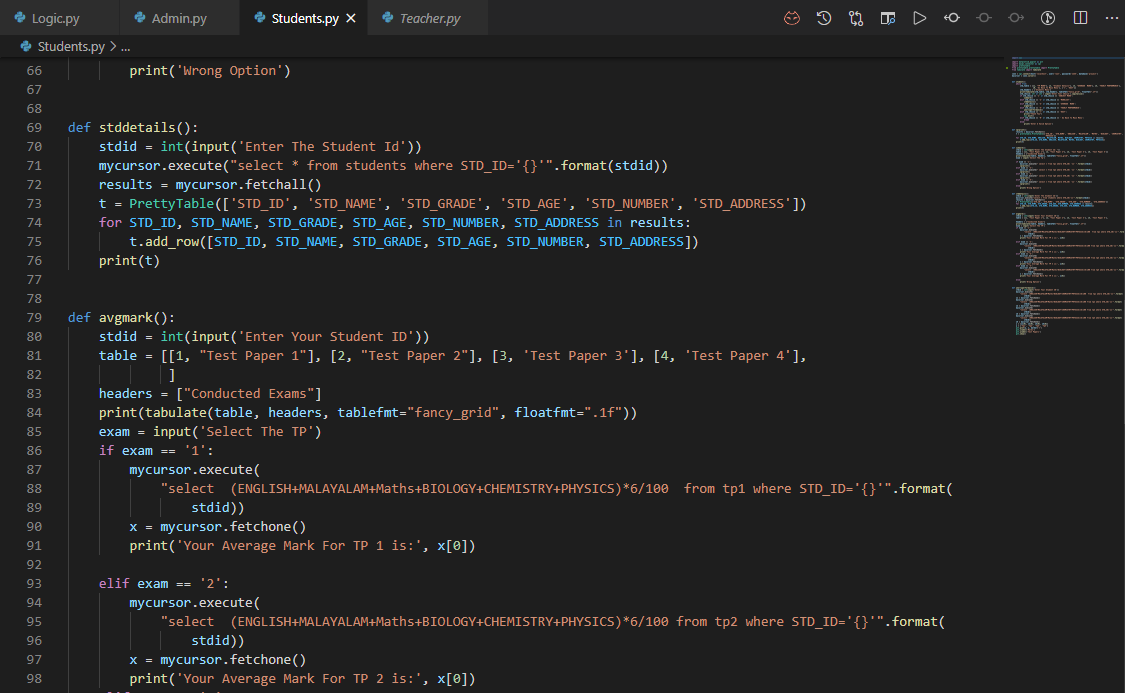 Logic.py Admin.py Students.py Teacher.py
Students.py > ...
66 print('Wrong Option')
67
68
69 def stddetails():
70 stdid = int(input('Enter The Student Id'))
71 mycursor.execute("select * from students where STD_ID='{}'".format(stdid))
72 results = mycursor.fetchall()
73 t = PrettyTable(['STD_ID', 'STD_NAME', 'STD_GRADE', 'STD_AGE', 'STD_NUMBER', 'STD_ADDRESS'])
74 for STD_ID, STD_NAME, STD_GRADE, STD_AGE, STD_NUMBER, STD_ADDRESS in results:
75 t.add_row([STD_ID, STD_NAME, STD_GRADE, STD_AGE, STD_NUMBER, STD_ADDRESS])
76 print(t)
77
78
79 def avgmark():
80 stdid = int(input('Enter Your Student ID'))
81 table = [[1, "Test Paper 1"], [2, "Test Paper 2"], [3, 'Test Paper 3'], [4, 'Test Paper 4'],
82 ]
83 headers = ["Conducted Exams"]
84 print(tabulate(table, headers, tablefmt="fancy_grid", floatfmt=".1f"))
85 exam = input('Select The TP')
86 if exam == '1':
87 mycursor.execute(
88 "select  (ENGLISH+MALAYALAM+Maths+BIOLOGY+CHEMISTRY+PHYSICS)*6/100  from tp1 where STD_ID='{}'".format(
89 stdid))
90 x = mycursor.fetchone()
91 print('Your Average Mark For TP 1 is:', x[0])
92
93 elif exam == '2':
94 mycursor.execute(
95 "select  (ENGLISH+MALAYALAM+Maths+BIOLOGY+CHEMISTRY+PHYSICS)*6/100 from tp2 where STD_ID='{}'".format(
96 stdid))
97 x = mycursor.fetchone()
98 print('Your Average Mark For TP 2 is:', x[0])